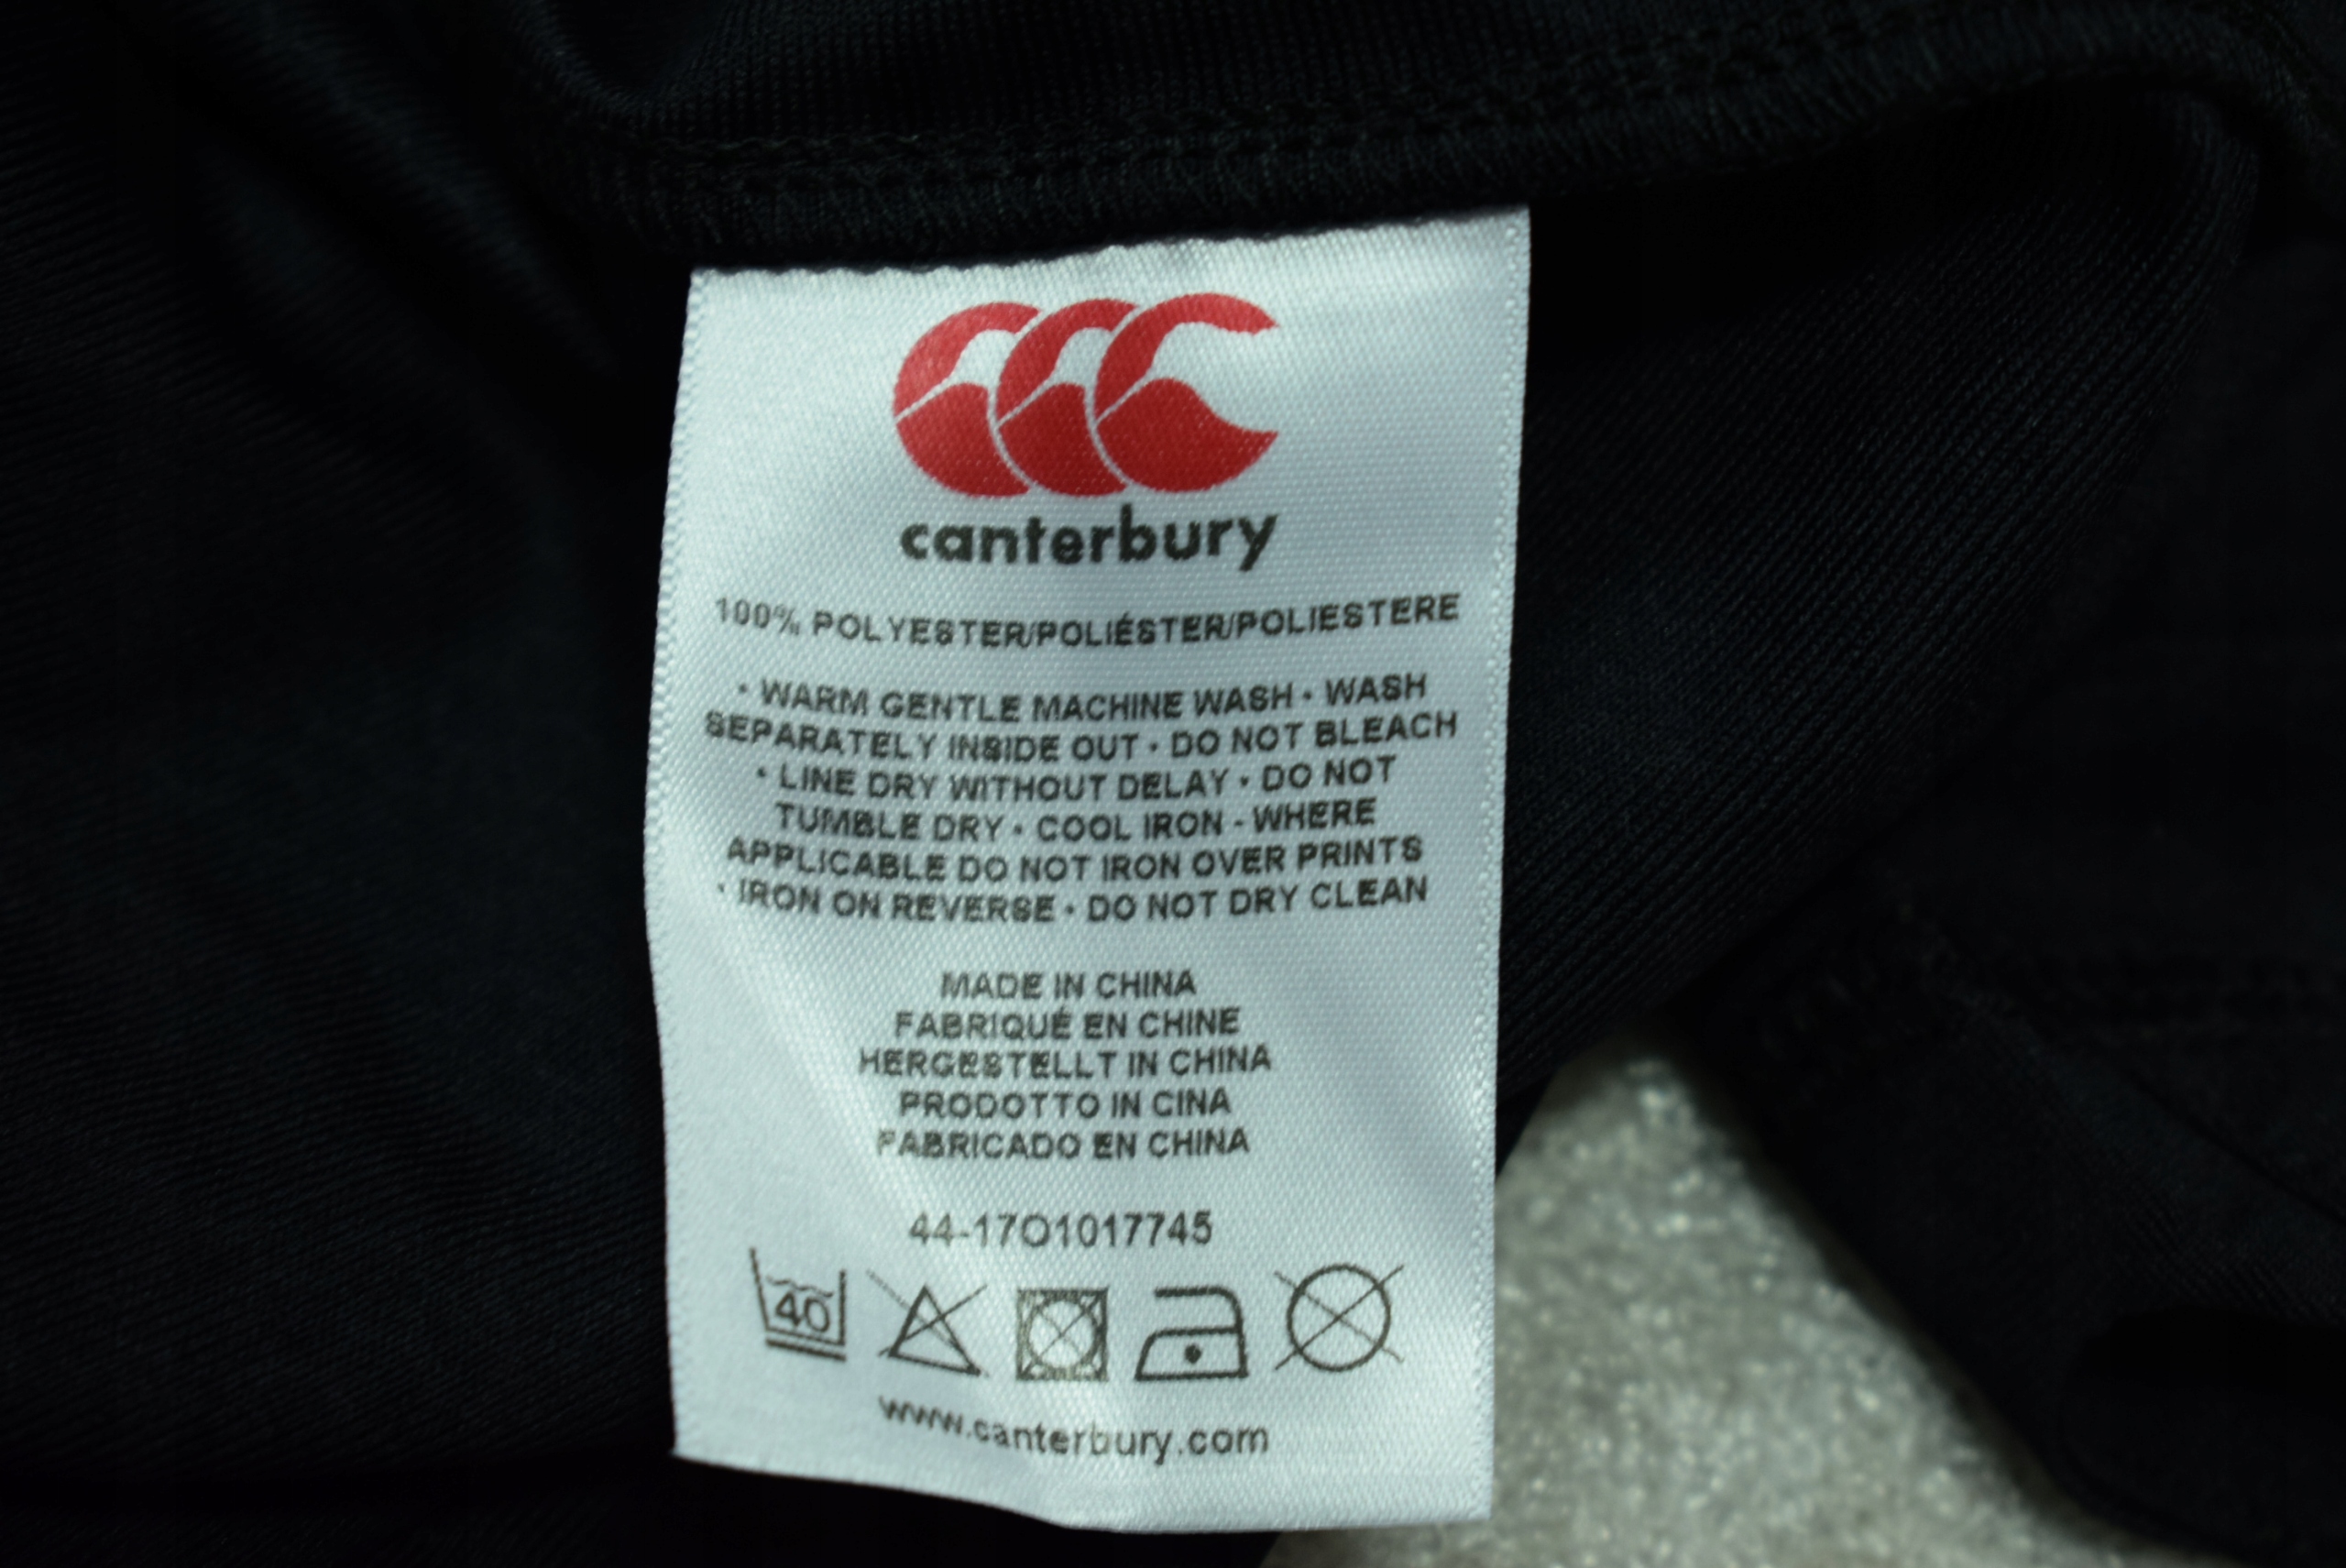 canterbury
100% POLYESTER/POLIÉSTER/POLIESTERE
• WARM GENTLE MACHINE WASH • WASH
SEPARATELY INSIDE OUT • DO NOT BLEACH
• LINE DRY WITHOUT DELAY • DO NOT
TUMBLE DRY • COOL IRON - WHERE
APPLICABLE DO NOT IRON OVER PRINTS
• IRON ON REVERSE • DO NOT DRY CLEAN
MADE IN CHINA
FABRIQUÉ EN CHINE
HERGESTELLT IN CHINA
PRODOTTO IN CINA
FABRICADO EN CHINA
44-17O1017745
40
www.canterbury.com